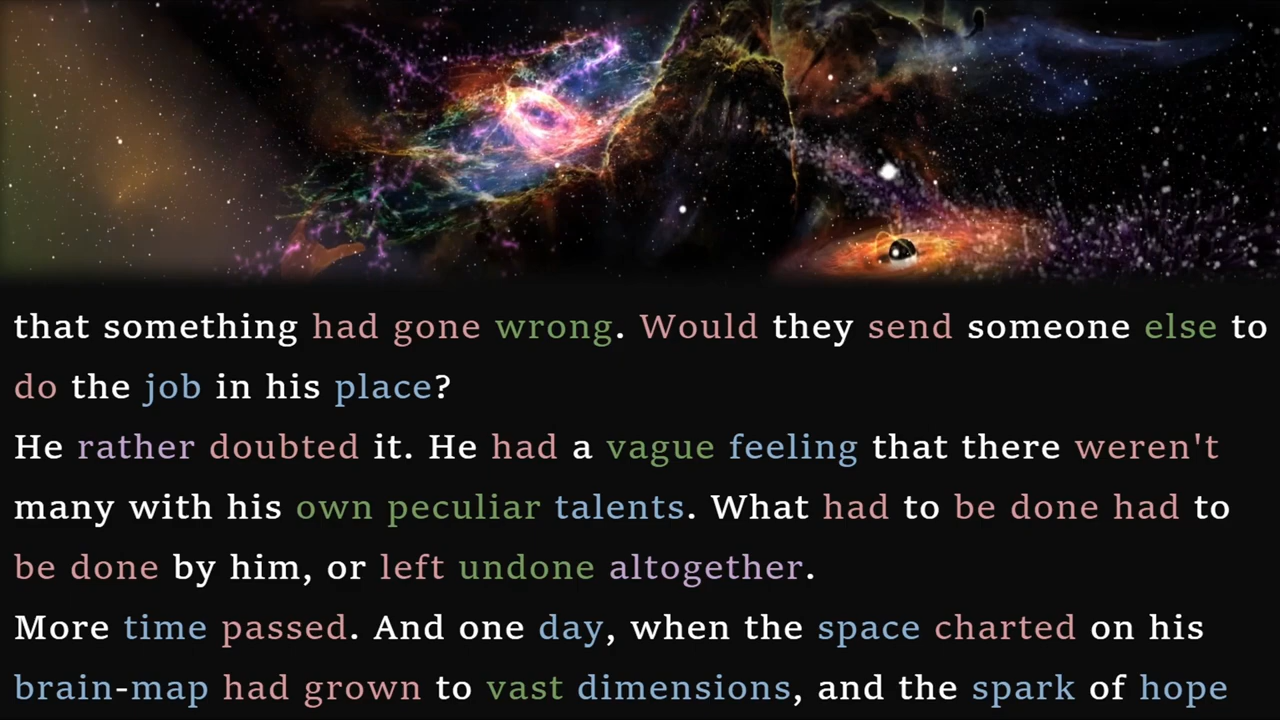 that something had gone wrong. Would they send someone else to
do the job in his place?
He rather doubted it. He had a vague feeling that there weren't
many with his own peculiar talents. What had to be done had to
be done by him, or left undone altogether.
More time passed. And one day, when the space charted on his
brain-map had grown to vast dimensions, and the spark of hope